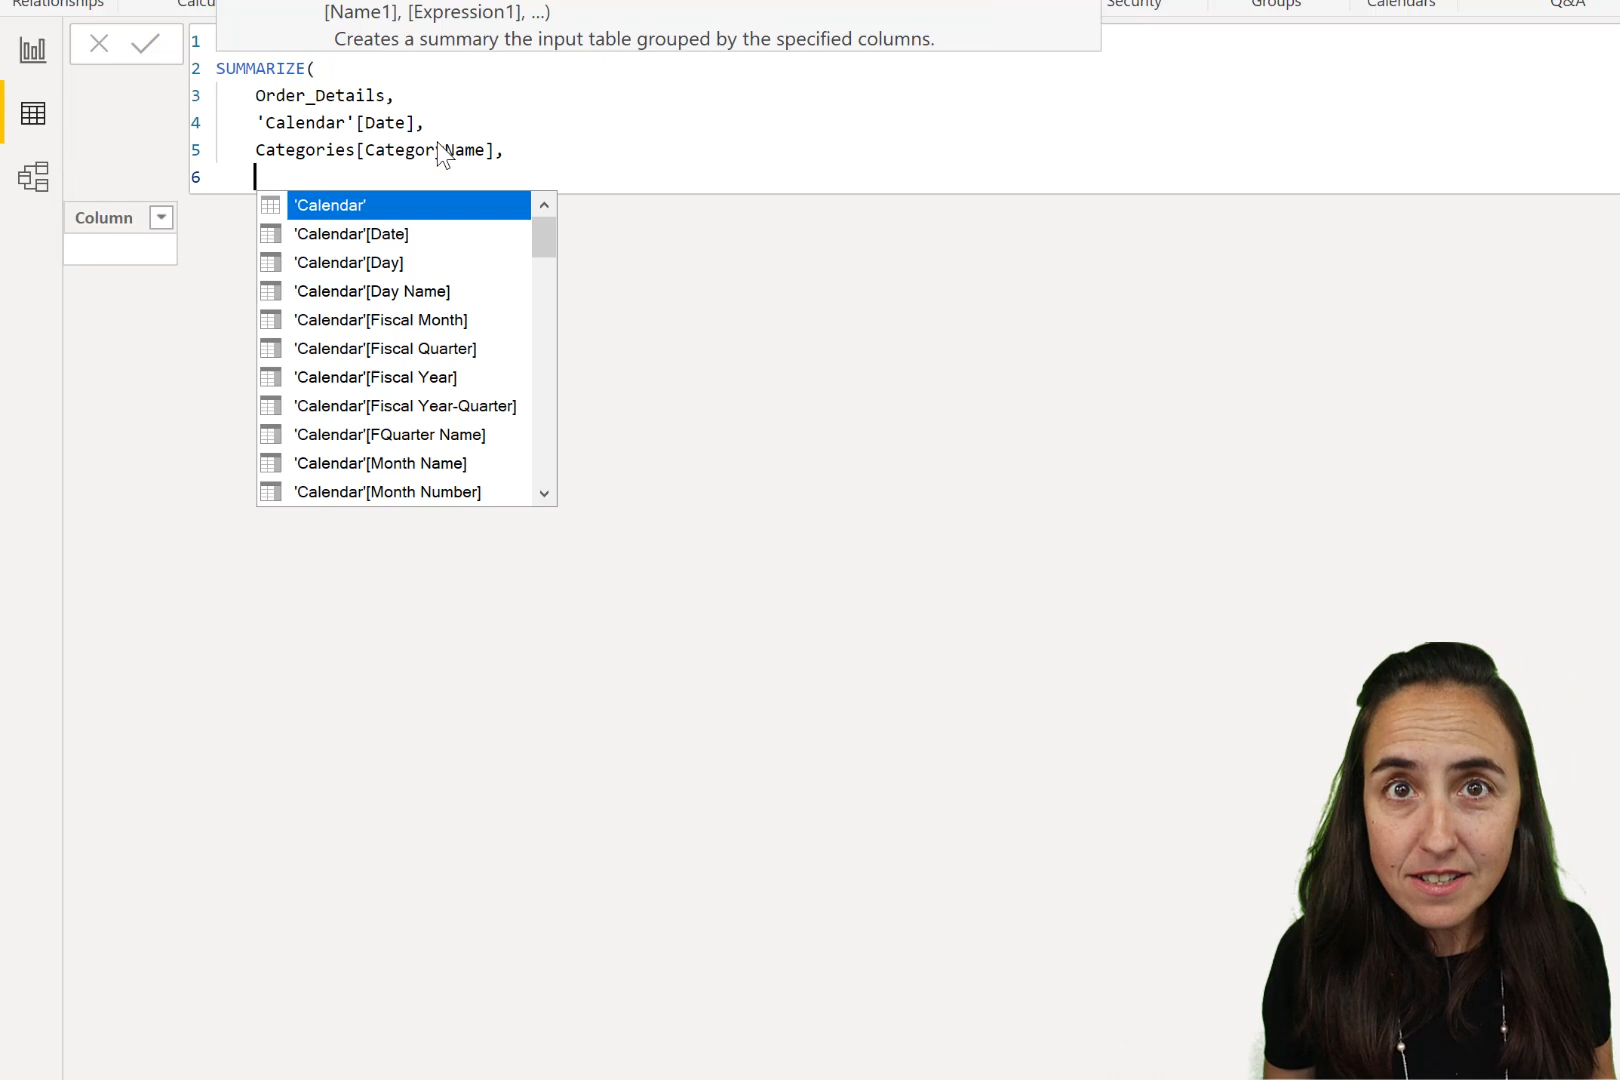 Relationships
Security
Groups
Calendars
Q&A
[Name1], [Expression1], ...)
Creates a summary the input table grouped by the specified columns.
1
2 SUMMARIZE(
3 Order_Details,
4 'Calendar'[Date],
5
6
Column
'Calendar'
'Calendar'[Date]
'Calendar'[Day]
'Calendar'[Day Name]
'Calendar'[Fiscal Month]
'Calendar'[Fiscal Quarter]
'Calendar'[Fiscal Year]
'Calendar'[Fiscal Year-Quarter]
'Calendar'[FQuarter Name]
'Calendar'[Month Name]
'Calendar'[Month Number]